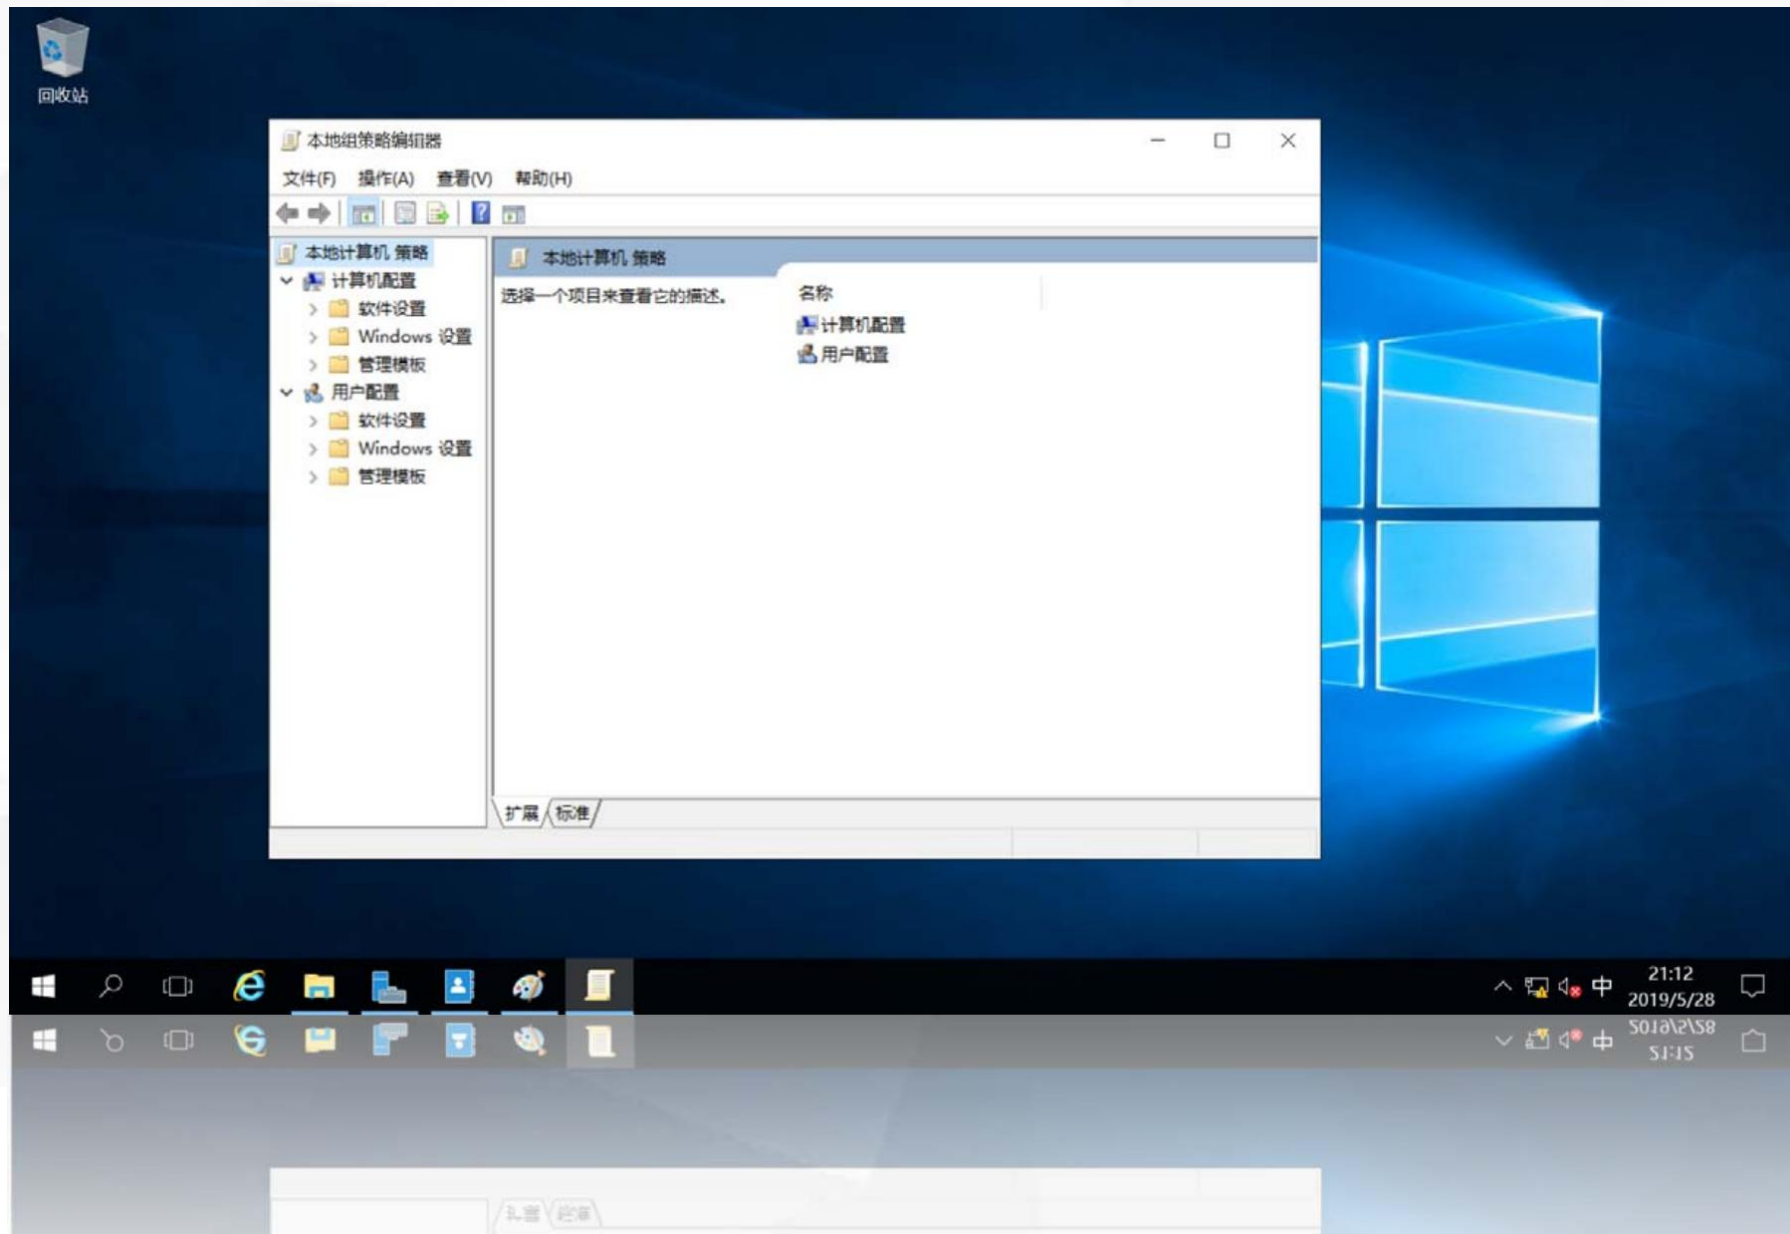 回收站
本地组策略编辑器
文件(F) 操作(A) 查看(V) 帮助(H)
本地计算机 策略
计算机配置
软件设置
Windows 设置
管理模板
用户配置
软件设置
Windows 设置
管理模板
本地计算机 策略
选择一个项目来查看它的描述。
名称
计算机配置
用户配置
扩展 标准
中
21:12
2019/5/28